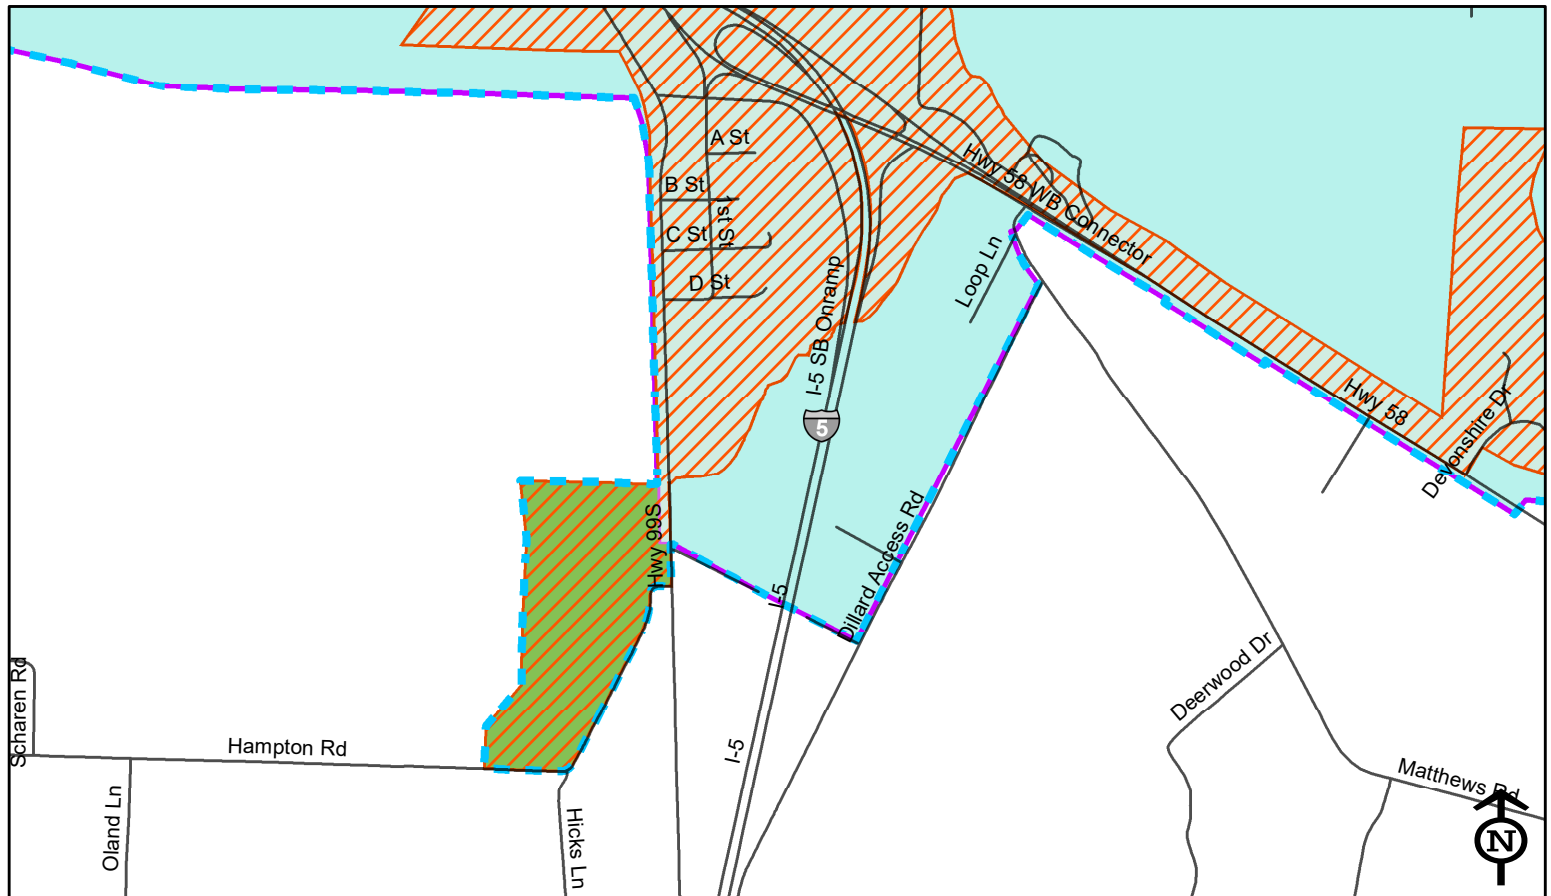 A St
B St
1st St
C St
D St
Hwy 58 WB Connector
Loop Ln
I-5 SB Onramp
5
Hwy 58
Devonshire Dr
Hwy 99S
I-5
Dillard Access Rd
Deerwood Dr
Scharen Rd
Hampton Rd
I-5
Matthews Rd
Oland Ln
Hicks Ln
N